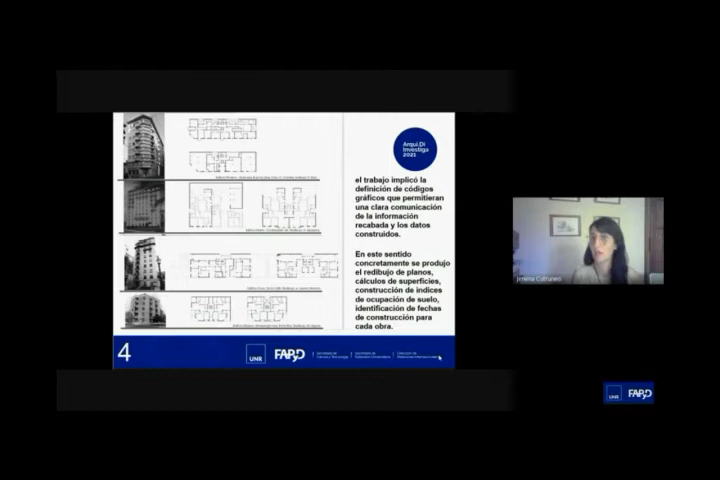 Arqui.Di
Investiga
2021
el trabajo implicó la
definición de códigos
gráficos que permitieran
una clara comunicación
de la información
recabada y los datos
construidos.
En este sentido
concretamente se produjo
el redibujo de planos,
cálculos de superficies,
construcción de índices
de ocupación de suelo,
identificación de fechas
de construcción para
cada obra.
4
UNR
FAPyD
Jimena Cutruneo
UNR
FAPyD